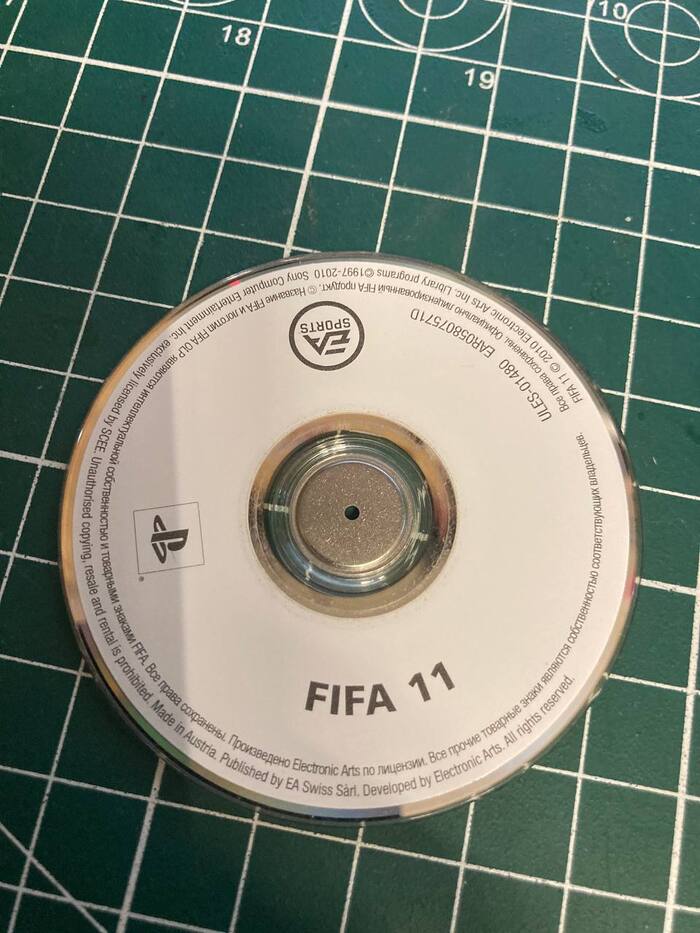 18
19
10
FIFA 11 © 2010 Electronic Arts Inc. Library programs ©1997-2010 Sony Computer Entertainment Inc. exclusively licensed by SCEE. Unauthorised copying, resale and rental is prohibited. Made in Austria. Published by EA Swiss Sàrl. Developed by Electronic Arts. All rights reserved.
Все права сохранены. Официально лицензированный FIFA продукт. © Название FIFA и логотип FIFA OLP являются интеллектуальной собственностью и товарными знаками FIFA. Все права сохранены. Произведено Electronic Arts по лицензии. Все прочие товарные знаки являются собственностью соответствующих владельцев.
ULES-01480 EAR05807571D
EA
SPORTS
FIFA 11